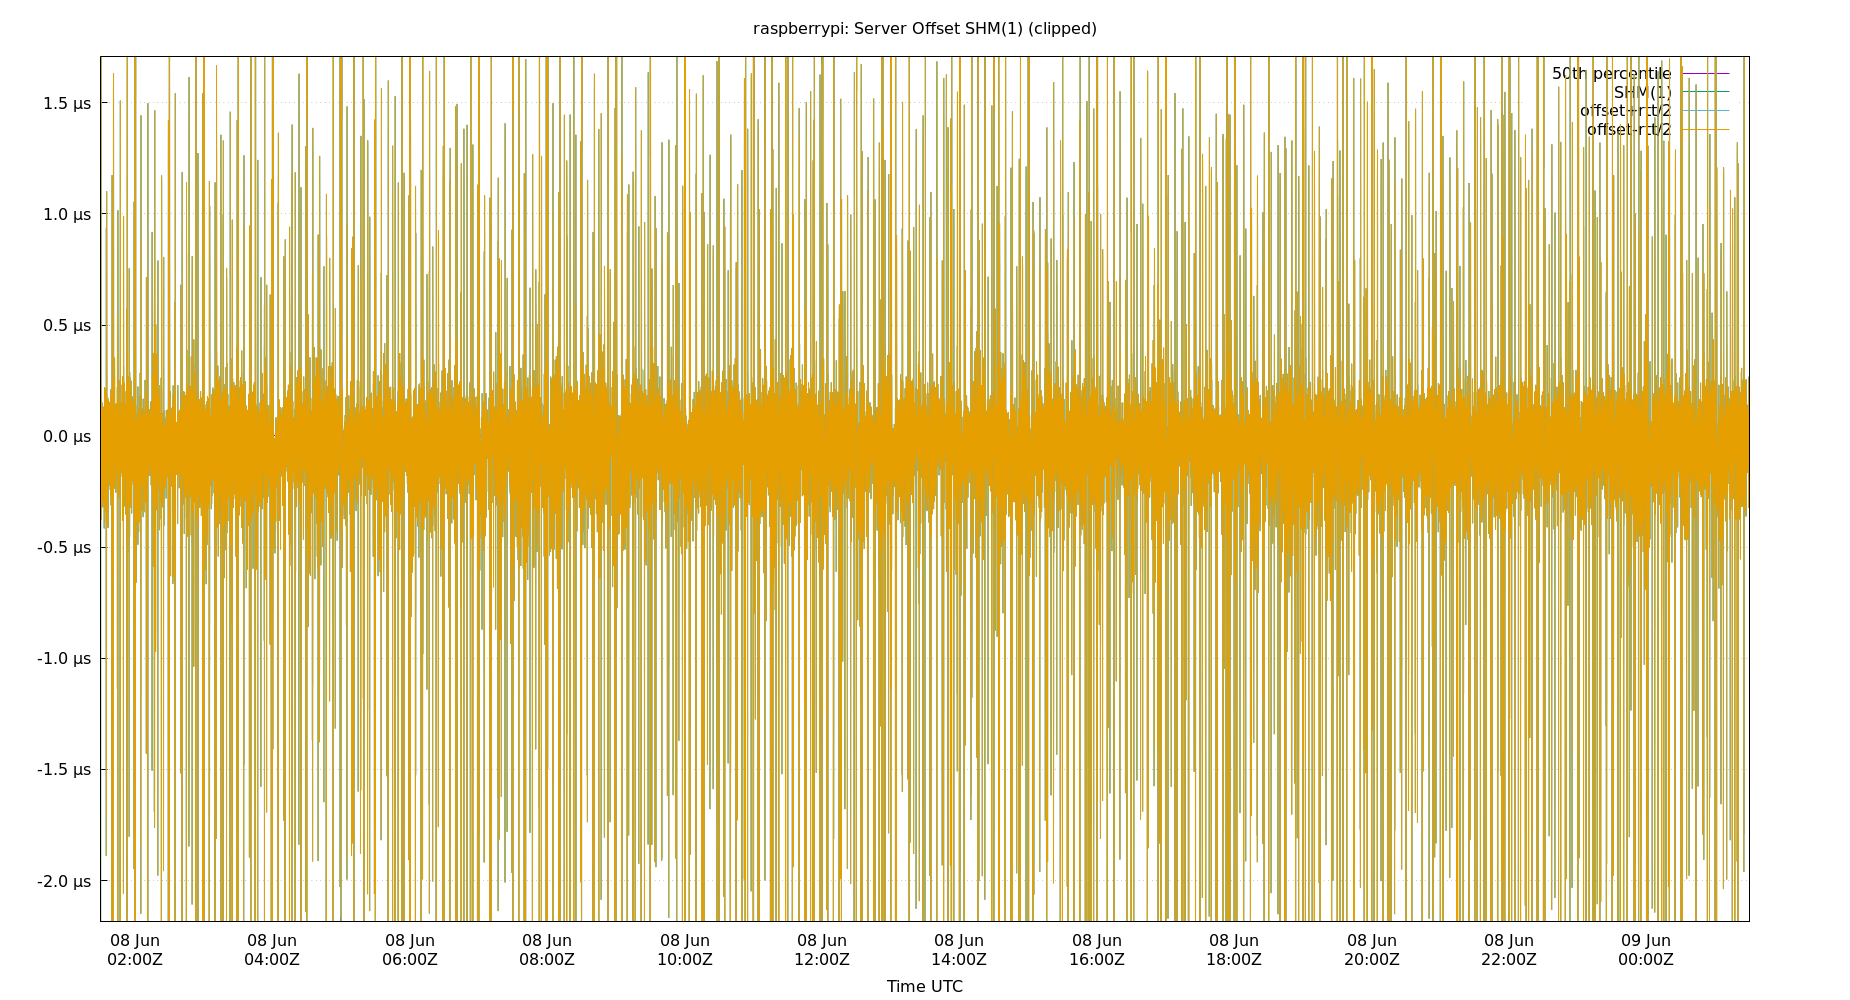 raspberrypi: Server Offset SHM(1) (clipped)
50th percentile
SHM(1)
offset+rtt/2
offset-rtt/2
1.5 µs
1.0 µs
0.5 µs
0.0 µs
-0.5 µs
-1.0 µs
-1.5 µs
-2.0 µs
08 Jun 08 Jun 08 Jun 08 Jun 08 Jun 08 Jun 08 Jun 08 Jun 08 Jun 08 Jun 08 Jun 09 Jun
02:00Z 04:00Z 06:00Z 08:00Z 10:00Z 12:00Z 14:00Z 16:00Z 18:00Z 20:00Z 22:00Z 00:00Z
Time UTC